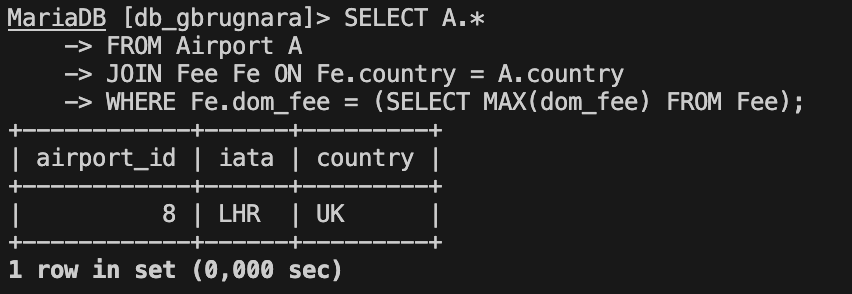 MariaDB [db_gbrugnara]> SELECT A.*
    -> FROM Airport A
    -> JOIN Fee Fe ON Fe.country = A.country
    -> WHERE Fe.dom_fee = (SELECT MAX(dom_fee) FROM Fee);
+------------+------+---------+
| airport_id | iata | country |
+------------+------+---------+
|          8 | LHR  | UK      |
+------------+------+---------+
1 row in set (0,000 sec)